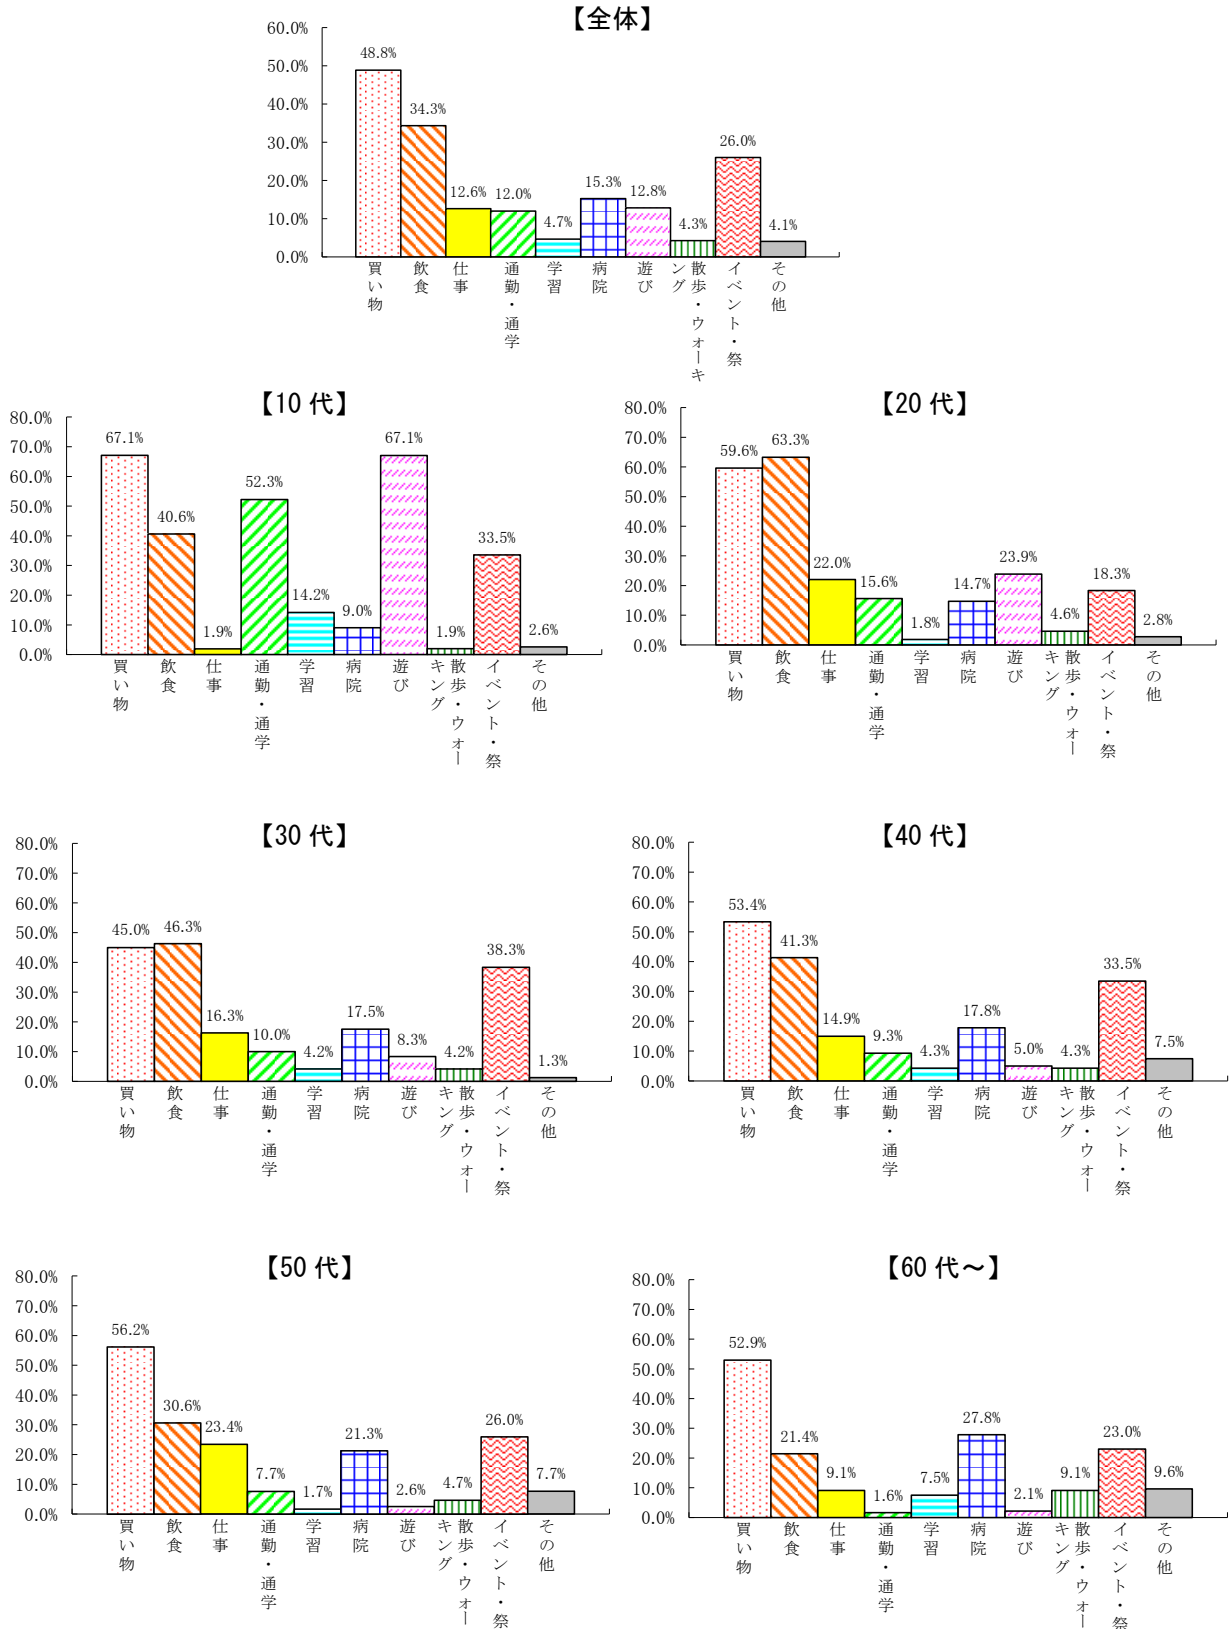 【全体】
60.0%
50.0%
40.0%
30.0%
20.0%
10.0%
0.0%
48.8%
34.3%
12.6%
12.0%
4.7%
15.3%
12.8%
4.3%
26.0%
4.1%
買い物
飲食
仕事
通勤・通学
学習
病院
遊び
散歩・ウォーキ
ング
イベント・祭
その他
【10 代】
80.0%
70.0%
60.0%
50.0%
40.0%
30.0%
20.0%
10.0%
0.0%
67.1%
40.6%
1.9%
52.3%
14.2%
9.0%
67.1%
1.9%
33.5%
2.6%
買い物
飲食
仕事
通勤・通学
学習
病院
遊び
散歩・ウォー
キング
イベント・祭
その他
【20 代】
80.0%
70.0%
60.0%
50.0%
40.0%
30.0%
20.0%
10.0%
0.0%
59.6%
63.3%
22.0%
15.6%
1.8%
14.7%
23.9%
4.6%
18.3%
2.8%
買い物
飲食
仕事
通勤・通学
学習
病院
遊び
散歩・ウォー
キング
イベント・祭
その他
【30 代】
80.0%
70.0%
60.0%
50.0%
40.0%
30.0%
20.0%
10.0%
0.0%
45.0%
46.3%
16.3%
10.0%
4.2%
17.5%
8.3%
4.2%
38.3%
1.3%
買い物
飲食
仕事
通勤・通学
学習
病院
遊び
散歩・ウォー
キング
イベント・祭
その他
【40 代】
80.0%
70.0%
60.0%
50.0%
40.0%
30.0%
20.0%
10.0%
0.0%
53.4%
41.3%
14.9%
9.3%
4.3%
17.8%
5.0%
4.3%
33.5%
7.5%
買い物
飲食
仕事
通勤・通学
学習
病院
遊び
散歩・ウォー
キング
イベント・祭
その他
【50 代】
80.0%
70.0%
60.0%
50.0%
40.0%
30.0%
20.0%
10.0%
0.0%
56.2%
30.6%
23.4%
7.7%
1.7%
21.3%
2.6%
4.7%
26.0%
7.7%
買い物
飲食
仕事
通勤・通学
学習
病院
遊び
散歩・ウォー
キング
イベント・祭
その他
【60 代～】
80.0%
70.0%
60.0%
50.0%
40.0%
30.0%
20.0%
10.0%
0.0%
52.9%
21.4%
9.1%
1.6%
7.5%
27.8%
2.1%
9.1%
23.0%
9.6%
買い物
飲食
仕事
通勤・通学
学習
病院
遊び
散歩・ウォー
キング
イベント・祭
その他